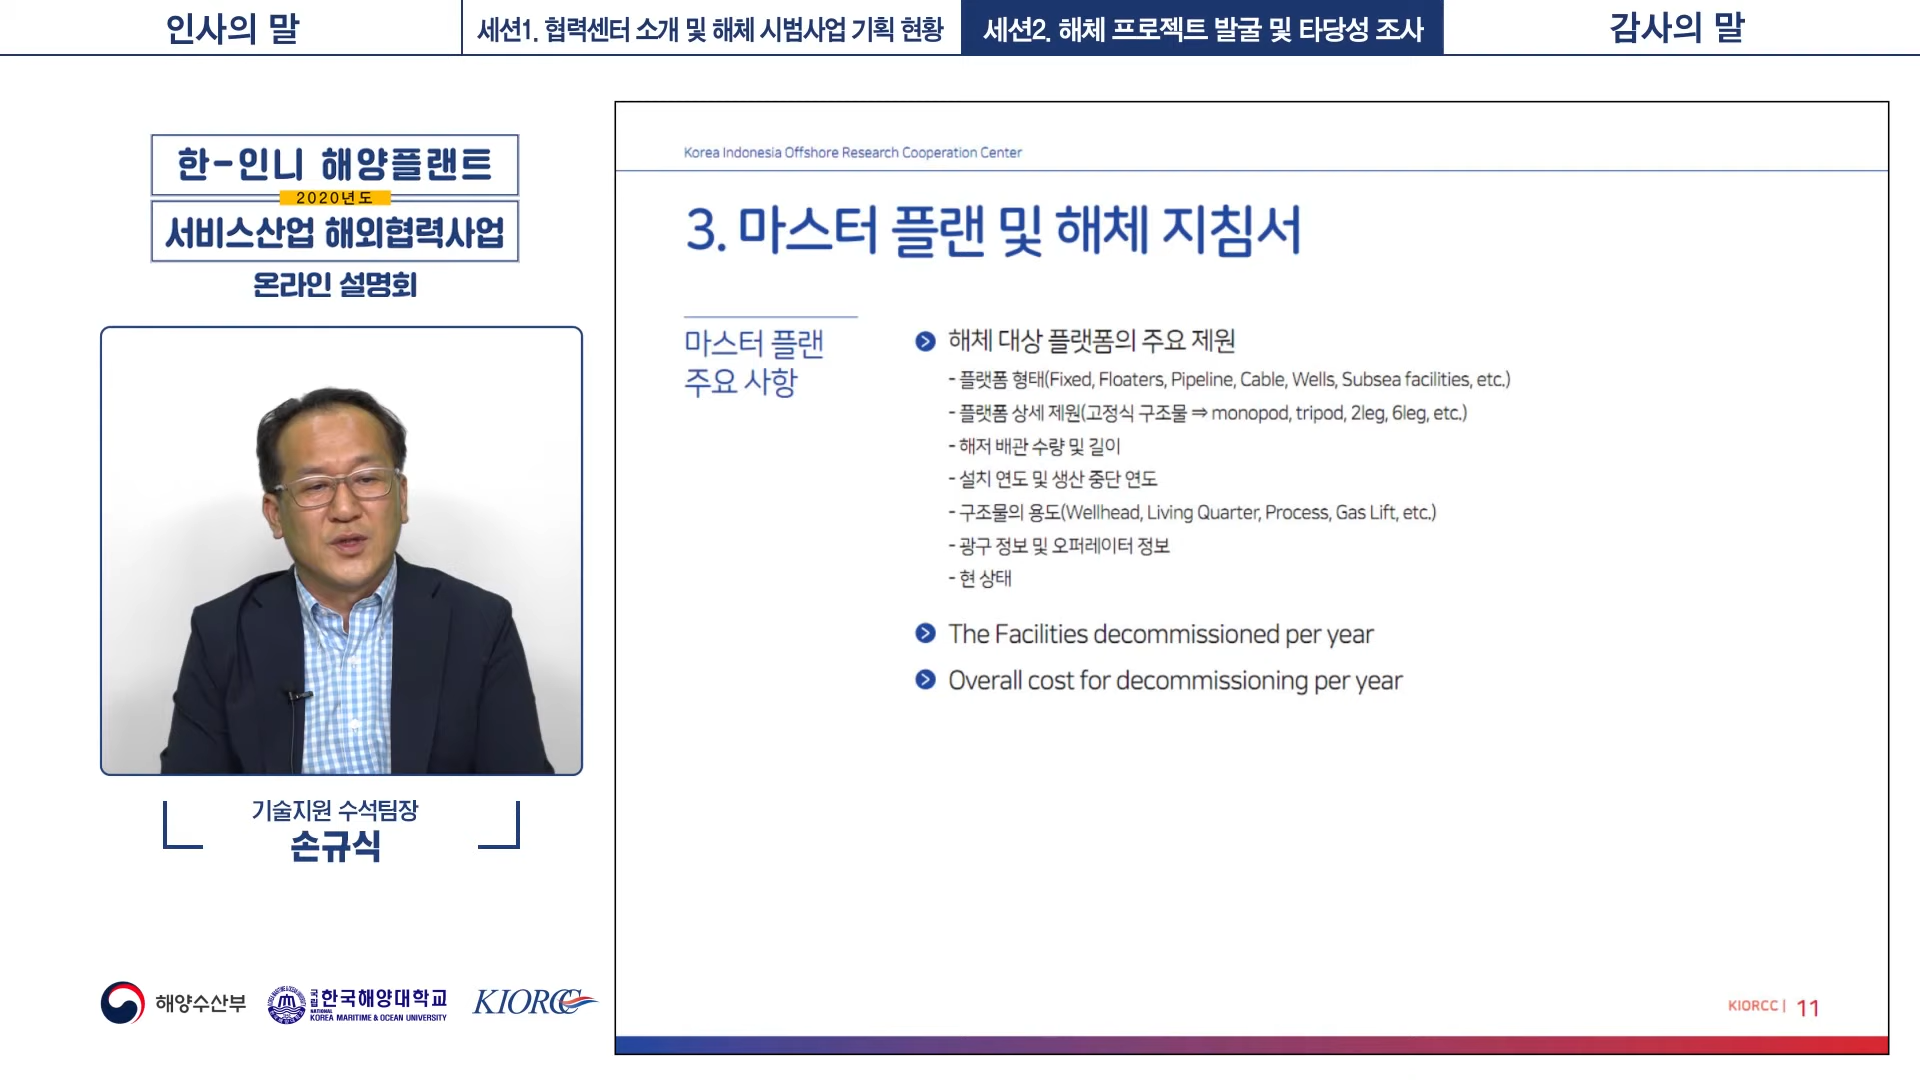 인사의 말
세션1. 협력센터 소개 및 해체 시범사업 기획 현황
세션2. 해체 프로젝트 발굴 및 타당성 조사
감사의 말
한-인니 해양플랜트
2020년도
서비스산업 해외협력사업
온라인 설명회
기술지원 수석팀장
손규식
해양수산부
국립한국해양대학교
NATIONAL
KOREA MARITIME & OCEAN UNIVERSITY
KIORCC
Korea Indonesia Offshore Research Cooperation Center
3. 마스터 플랜 및 해체 지침서
마스터 플랜
주요 사항
해체 대상 플랫폼의 주요 제원
- 플랫폼 형태(Fixed, Floaters, Pipeline, Cable, Wells, Subsea facilities, etc.)
- 플랫폼 상세 제원(고정식 구조물 ⇒ monopod, tripod, 2leg, 6leg, etc.)
- 해저 배관 수량 및 길이
- 설치 연도 및 생산 중단 연도
- 구조물의 용도(Wellhead, Living Quarter, Process, Gas Lift, etc.)
- 광구 정보 및 오퍼레이터 정보
- 현 상태
The Facilities decommissioned per year
Overall cost for decommissioning per year
KIORCC | 11